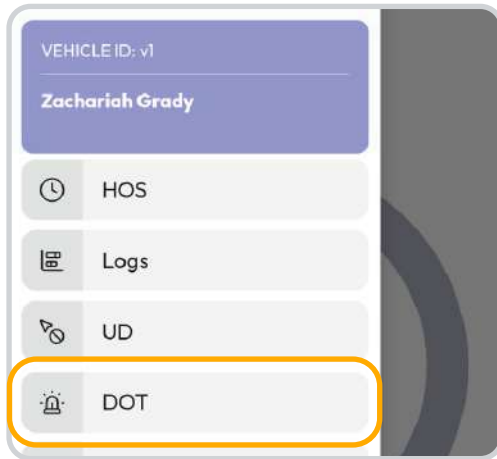 VEHICLE ID: v1
Zachariah Grady
HOS
Logs
UD
DOT